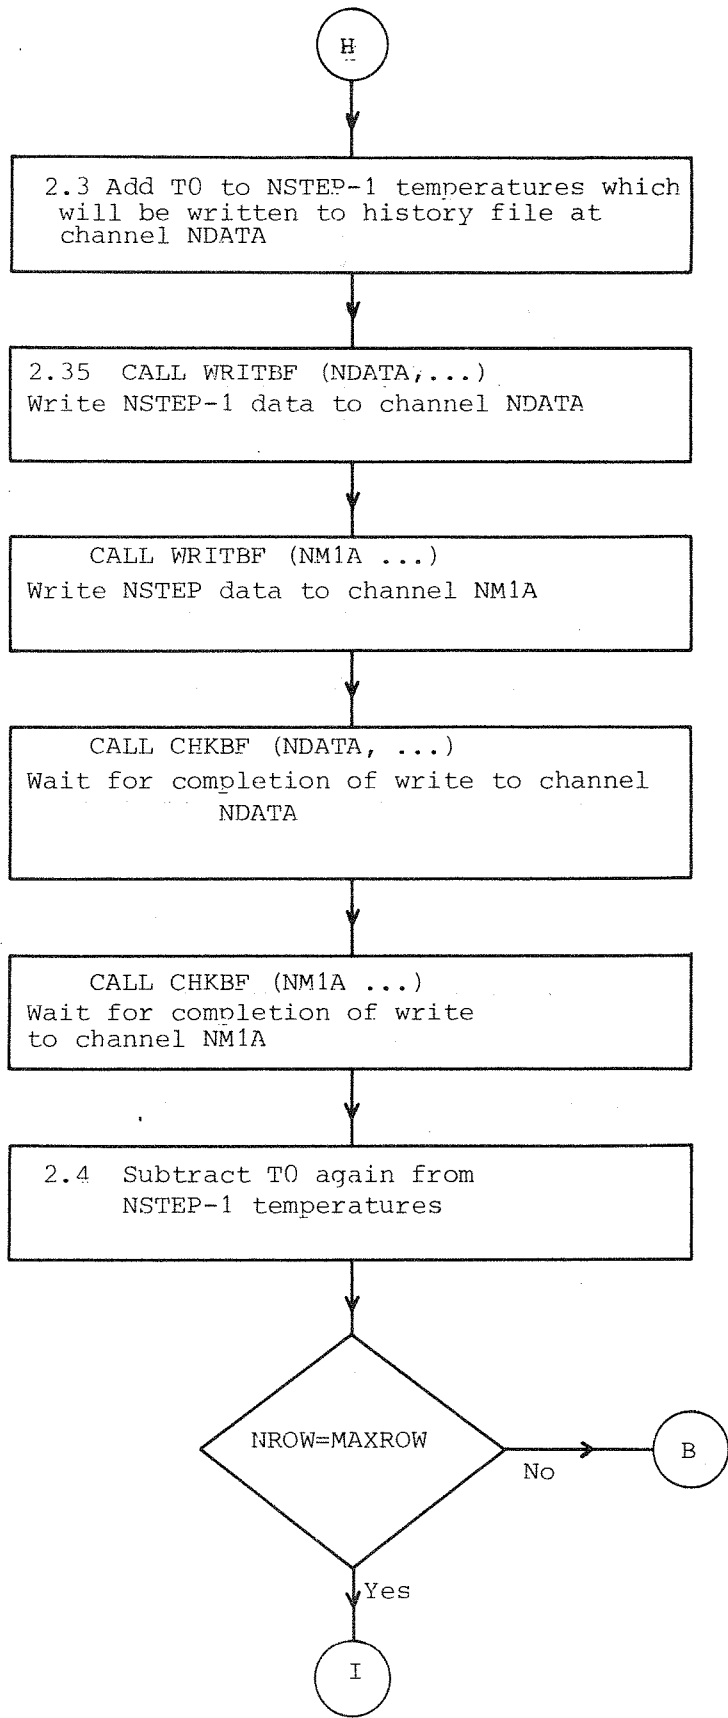 H
2.3 Add T0 to NSTEP-1 temperatures which
will be written to history file at
channel NDATA
2.35 CALL WRITBF (NDATA,...)
Write NSTEP-1 data to channel NDATA
CALL WRITBF (NM1A ...)
Write NSTEP data to channel NM1A
CALL CHKBF (NDATA, ...)
Wait for completion of write to channel
NDATA
CALL CHKBF (NM1A ...)
Wait for completion of write
to channel NM1A
2.4 Subtract T0 again from
NSTEP-1 temperatures
NROW=MAXROW
B
No
Yes
I